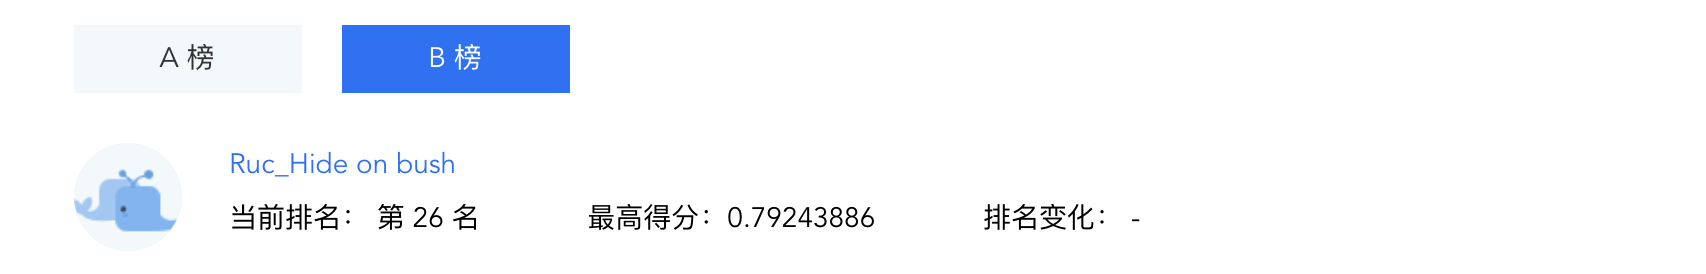 A 榜 B 榜
Ruc_Hide on bush
当前排名： 第 26 名 最高得分：0.79243886 排名变化： -